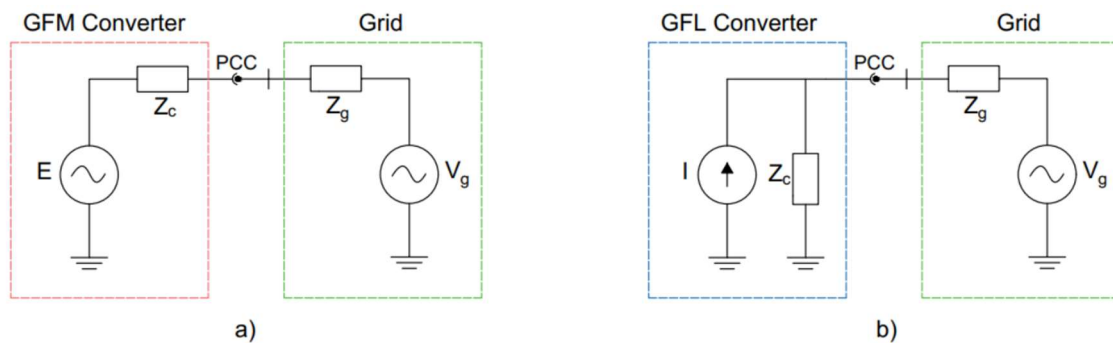 GFM Converter
Grid
PCC
Zc
Zg
E
Vg
a)
GFL Converter
Grid
PCC
Zg
I
Zc
Vg
b)